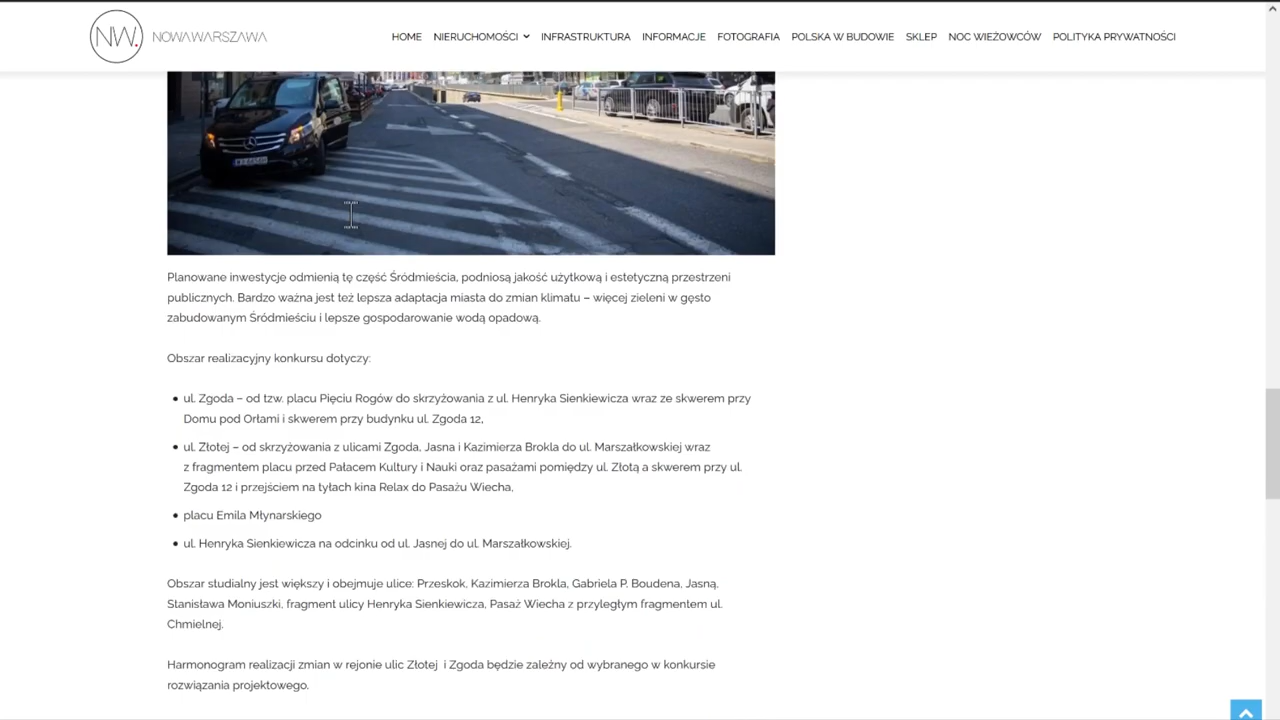 NW. NOWAWARSZAWA HOME NIERUCHOMOŚCI INFRASTRUKTURA INFORMACJE FOTOGRAFIA POLSKA W BUDOWIE SKLEP NOC WIEŻOWCÓW POLITYKA PRYWATNOŚCI
Planowane inwestycje odmienią tę część Śródmieścia, podniosą jakość użytkową i estetyczną przestrzeni
publicznych. Bardzo ważna jest też lepsza adaptacja miasta do zmian klimatu – więcej zieleni w gęsto
zabudowanym Śródmieściu i lepsze gospodarowanie wodą opadową.
Obszar realizacyjny konkursu dotyczy:
• ul. Zgoda – od tzw. placu Pięciu Rogów do skrzyżowania z ul. Henryka Sienkiewicza wraz ze skwerem przy
Domu pod Orłami i skwerem przy budynku ul. Zgoda 12,
• ul. Złotej – od skrzyżowania z ulicami Zgoda, Jasna i Kazimierza Brokla do ul. Marszałkowskiej wraz
z fragmentem placu przed Pałacem Kultury i Nauki oraz pasażami pomiędzy ul. Złotą a skwerem przy ul.
Zgoda 12 i przejściem na tyłach kina Relax do Pasażu Wiecha,
• placu Emila Młynarskiego
• ul. Henryka Sienkiewicza na odcinku od ul. Jasnej do ul. Marszałkowskiej.
Obszar studialny jest większy i obejmuje ulice: Przeskok, Kazimierza Brokla, Gabriela P. Boudena, Jasną,
Stanisława Moniuszki, fragment ulicy Henryka Sienkiewicza, Pasaż Wiecha z przyległym fragmentem ul.
Chmielnej.
Harmonogram realizacji zmian w rejonie ulic Złotej i Zgoda będzie zależny od wybranego w konkursie
rozwiązania projektowego.